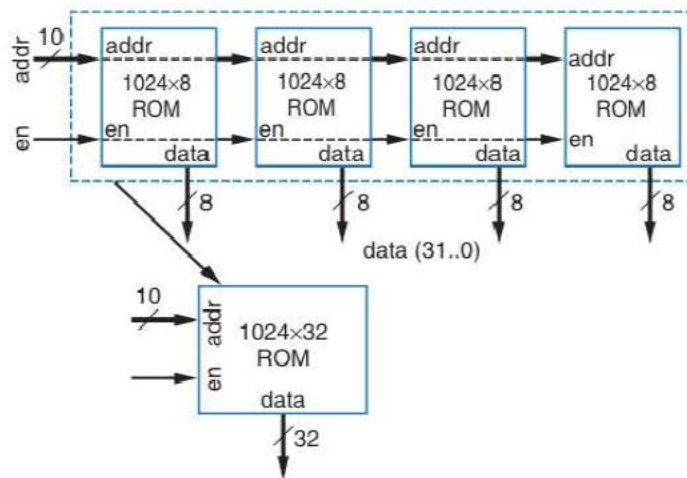 10
addr
en
addr
1024×8
ROM
en
data
8
addr
1024×8
ROM
en
data
8
addr
1024×8
ROM
en
data
8
addr
1024×8
ROM
en
data
8
data (31..0)
10
addr
en
1024×32
ROM
data
32